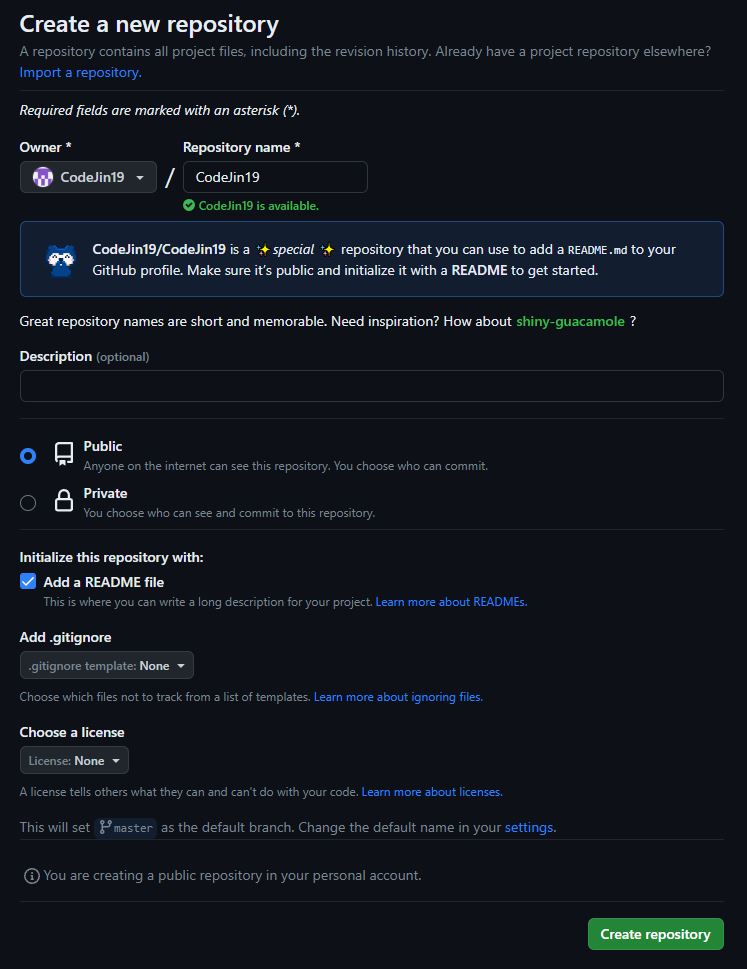 Create a new repository
A repository contains all project files, including the revision history. Already have a project repository elsewhere?
Import a repository.
Required fields are marked with an asterisk (*).
Owner * Repository name *
CodeJin19 / CodeJin19
CodeJin19 is available.
CodeJin19/CodeJin19 is a ✨ special ✨ repository that you can use to add a README.md to your
GitHub profile. Make sure it’s public and initialize it with a README to get started.
Great repository names are short and memorable. Need inspiration? How about shiny-guacamole ?
Description (optional)
Public
Anyone on the internet can see this repository. You choose who can commit.
Private
You choose who can see and commit to this repository.
Initialize this repository with:
Add a README file
This is where you can write a long description for your project. Learn more about READMEs.
Add .gitignore
.gitignore template: None
Choose which files not to track from a list of templates. Learn more about ignoring files.
Choose a license
License: None
A license tells others what they can and can't do with your code. Learn more about licenses.
This will set master as the default branch. Change the default name in your settings.
You are creating a public repository in your personal account.
Create repository